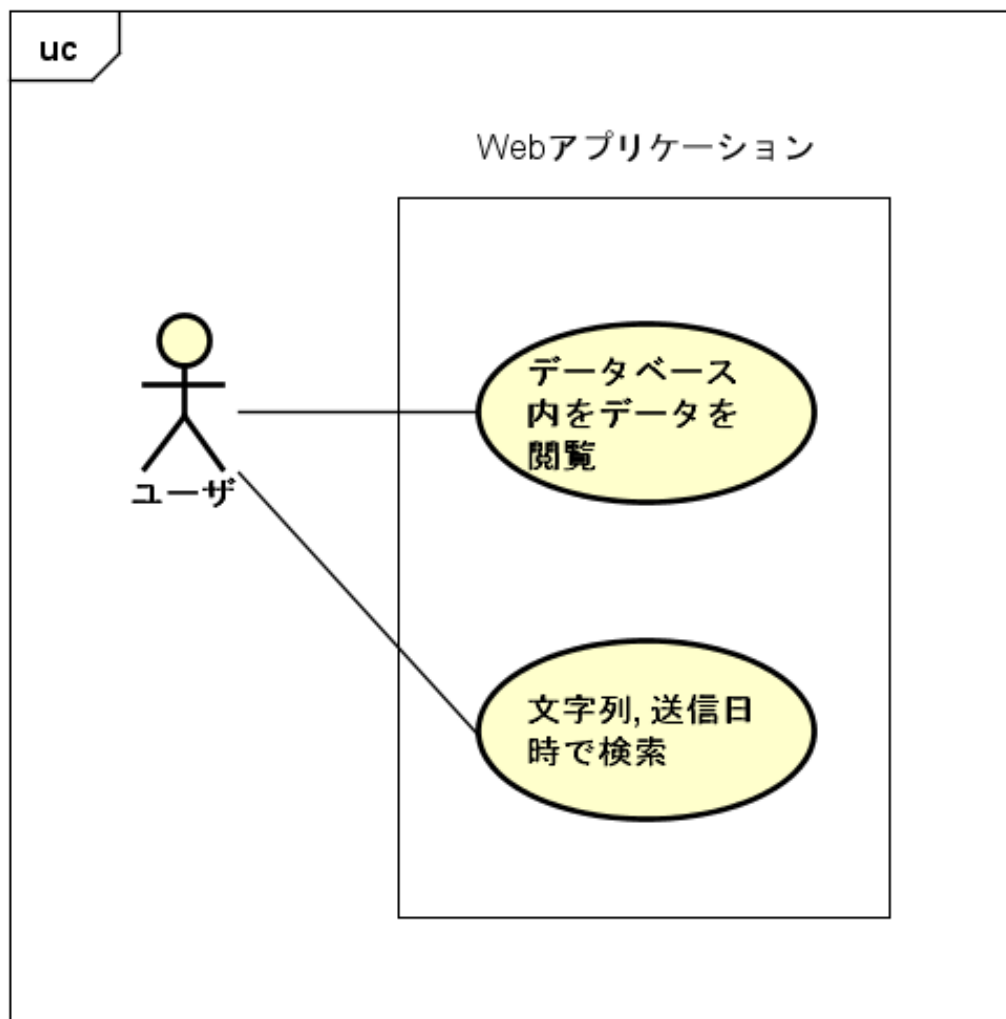 uc
Webアプリケーション
データベース
内をデータを
閲覧
ユーザ
文字列, 送信日
時で検索